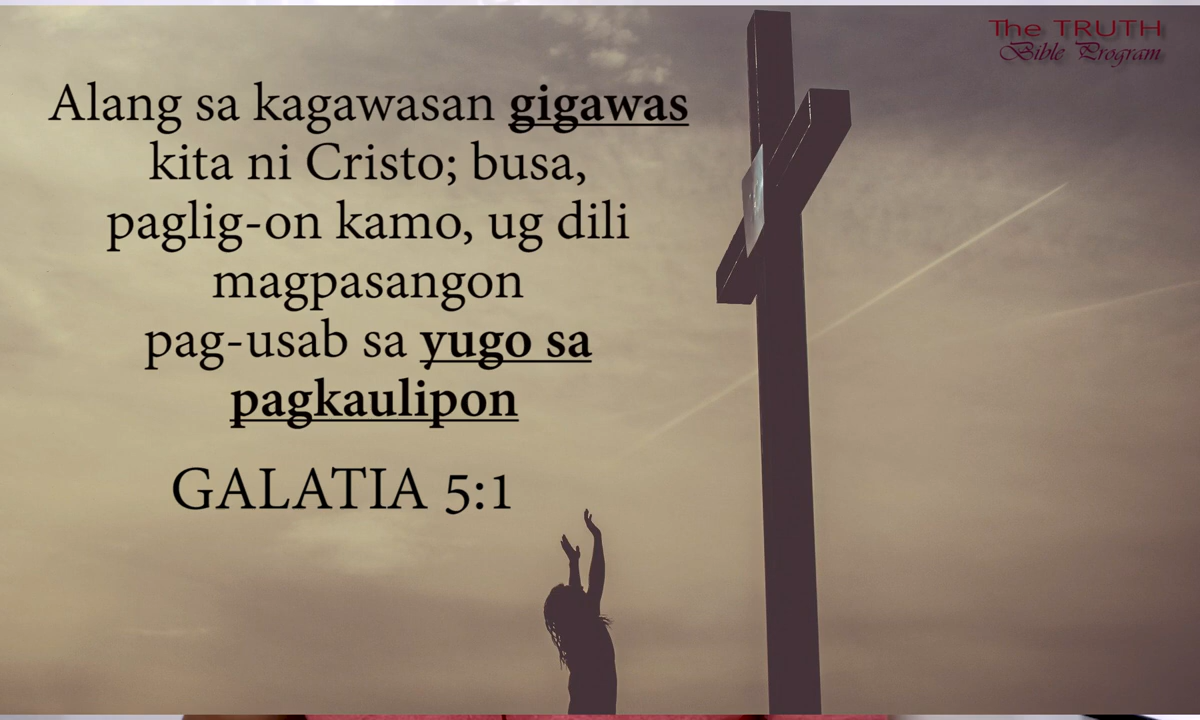 The TRUTH
Bible Program
Alang sa kagawasan gigawas
kita ni Cristo; busa,
paglig-on kamo, ug dili
magpasangon
pag-usab sa yugo sa
pagkaulipon
GALATIA 5:1